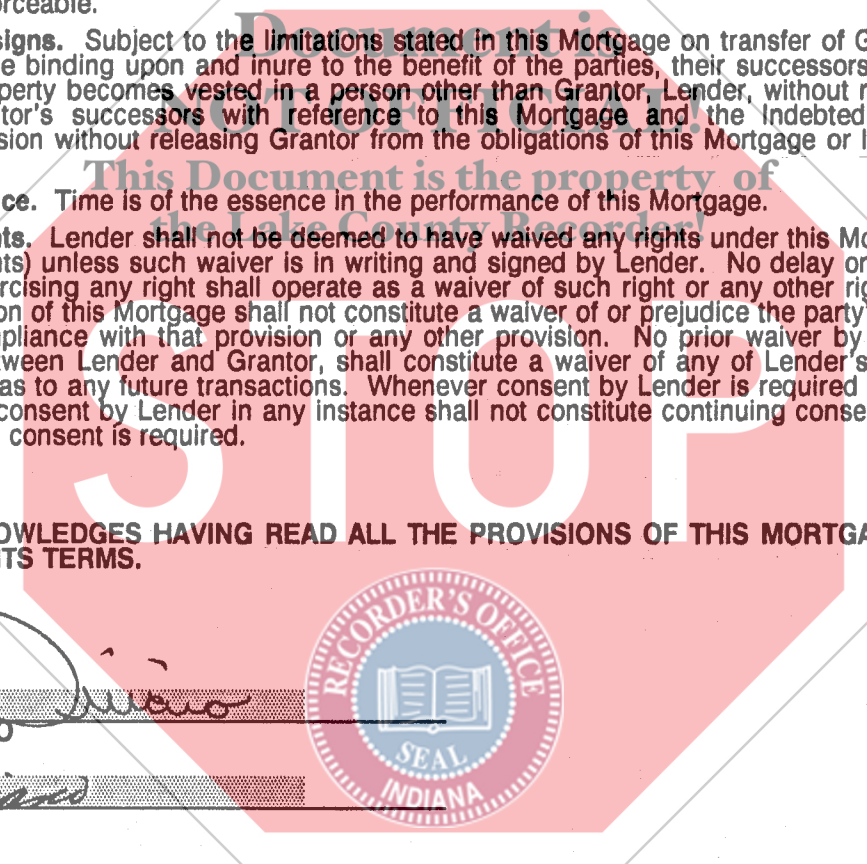 orceable.
Document is
signs. Subject to the limitations stated in this Mortgage on transfer of G
e binding upon and inure to the benefit of the parties, their successors
perty becomes vested in a person other than Grantor, Lender, without n
NOT OFFICIAL!
tor's successors with reference to this Mortgage and the Indebted
sion without releasing Grantor from the obligations of this Mortgage or
This Document is the property of
ce. Time is of the essence in the performance of this Mortgage.
the Lake County Recorder!
ts. Lender shall not be deemed to have waived any rights under this Mo
nts) unless such waiver is in writing and signed by Lender. No delay or
rcising any right shall operate as a waiver of such right or any other rig
on of this Mortgage shall not constitute a waiver of or prejudice the party'
mpliance with that provision or any other provision. No prior waiver by
tween Lender and Grantor, shall constitute a waiver of any of Lender's
as to any future transactions. Whenever consent by Lender is required
consent by Lender in any instance shall not constitute continuing conse
consent is required.
STOP
OWLEDGES HAVING READ ALL THE PROVISIONS OF THIS MORTGA
ITS TERMS.
RECORDER'S OFFICE
SEAL
INDIANA